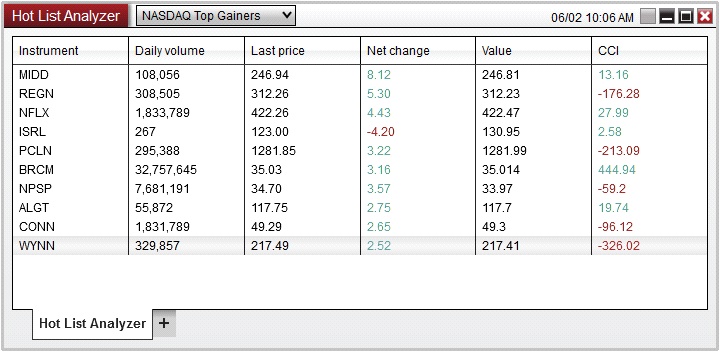 Hot List Analyzer NASDAQ Top Gainers 06/02 10:06 AM
Instrument Daily volume Last price Net change Value CCI
MIDD 108,056 246.94 8.12 246.81 13.16
REGN 308,505 312.26 5.30 312.23 -176.28
NFLX 1,833,789 422.26 4.43 422.47 27.99
ISRL 267 123.00 -4.20 130.95 2.58
PCLN 295,388 1281.85 3.22 1281.99 -213.09
BRCM 32,757,645 35.03 3.16 35.014 444.94
NPSP 7,681,191 34.70 3.57 33.97 -59.2
ALGT 55,872 117.75 2.75 117.7 19.74
CONN 1,831,789 49.29 2.65 49.3 -96.12
WYNN 329,857 217.49 2.52 217.41 -326.02
Hot List Analyzer +